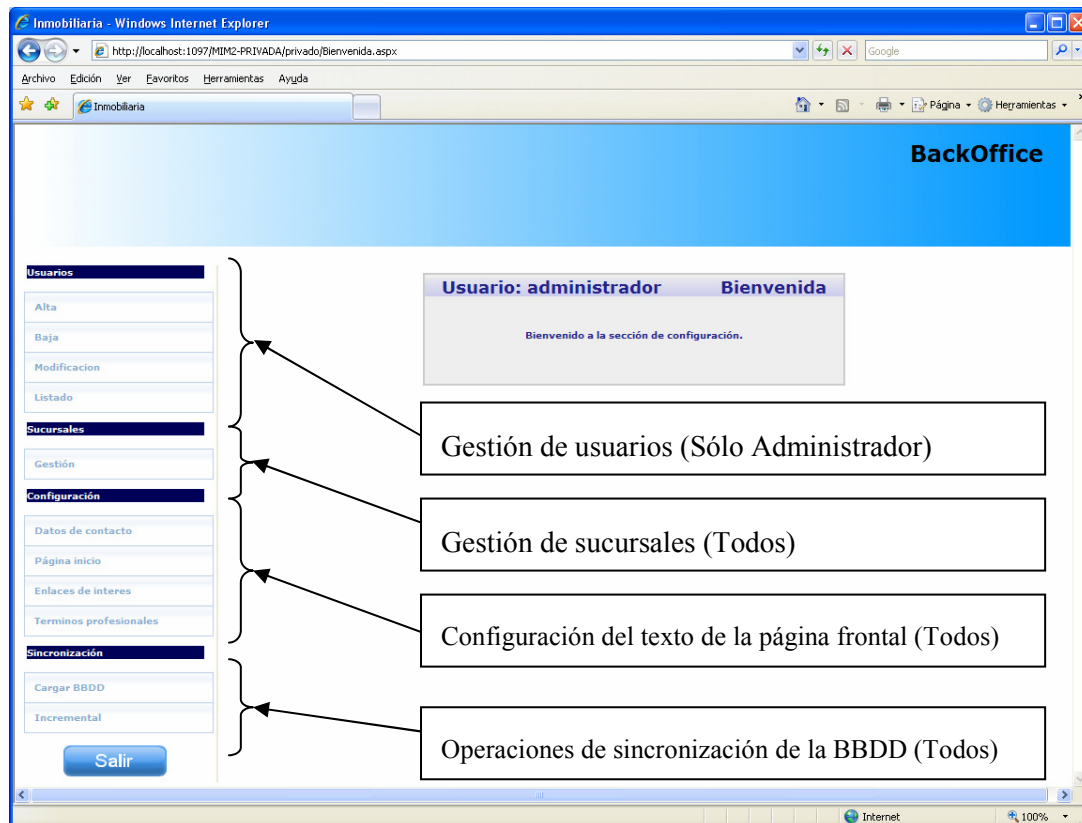 Inmobiliaria - Windows Internet Explorer
http://localhost:1097/MIM2-PRIVADA/privado/Bienvenida.aspx
Google
Archivo Edición Ver Favoritos Herramientas Ayuda
Inmobiliaria
Página
Herramientas
BackOffice
Usuarios
Alta
Baja
Modificacion
Listado
Sucursales
Gestión
Configuración
Datos de contacto
Página inicio
Enlaces de interes
Terminos profesionales
Sincronización
Cargar BBDD
Incremental
Salir
Usuario: administrador Bienvenida
Bienvenido a la sección de configuración.
Gestión de usuarios (Sólo Administrador)
Gestión de sucursales (Todos)
Configuración del texto de la página frontal (Todos)
Operaciones de sincronización de la BBDD (Todos)
Internet
100%